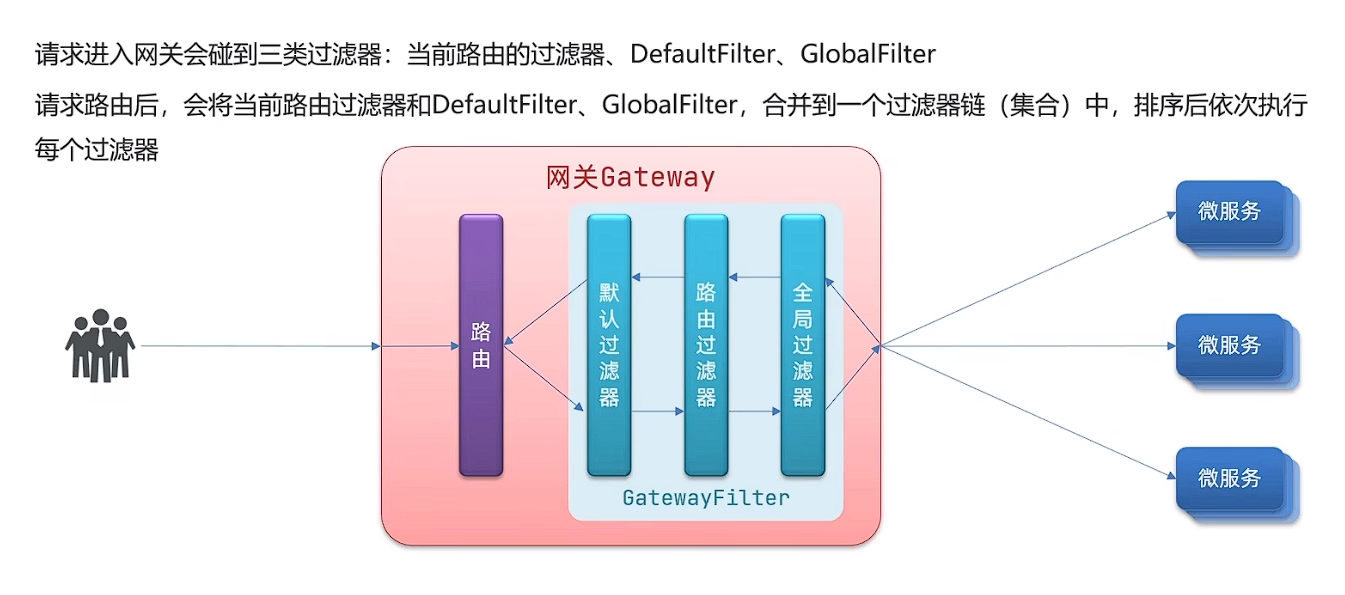 请求进入网关会碰到三类过滤器：当前路由的过滤器、DefaultFilter、GlobalFilter
请求路由后，会将当前路由过滤器和DefaultFilter、GlobalFilter，合并到一个过滤器链（集合）中，排序后依次执行
每个过滤器
网关Gateway
路由
默认过滤器
路由过滤器
全局过滤器
GatewayFilter
微服务
微服务
微服务